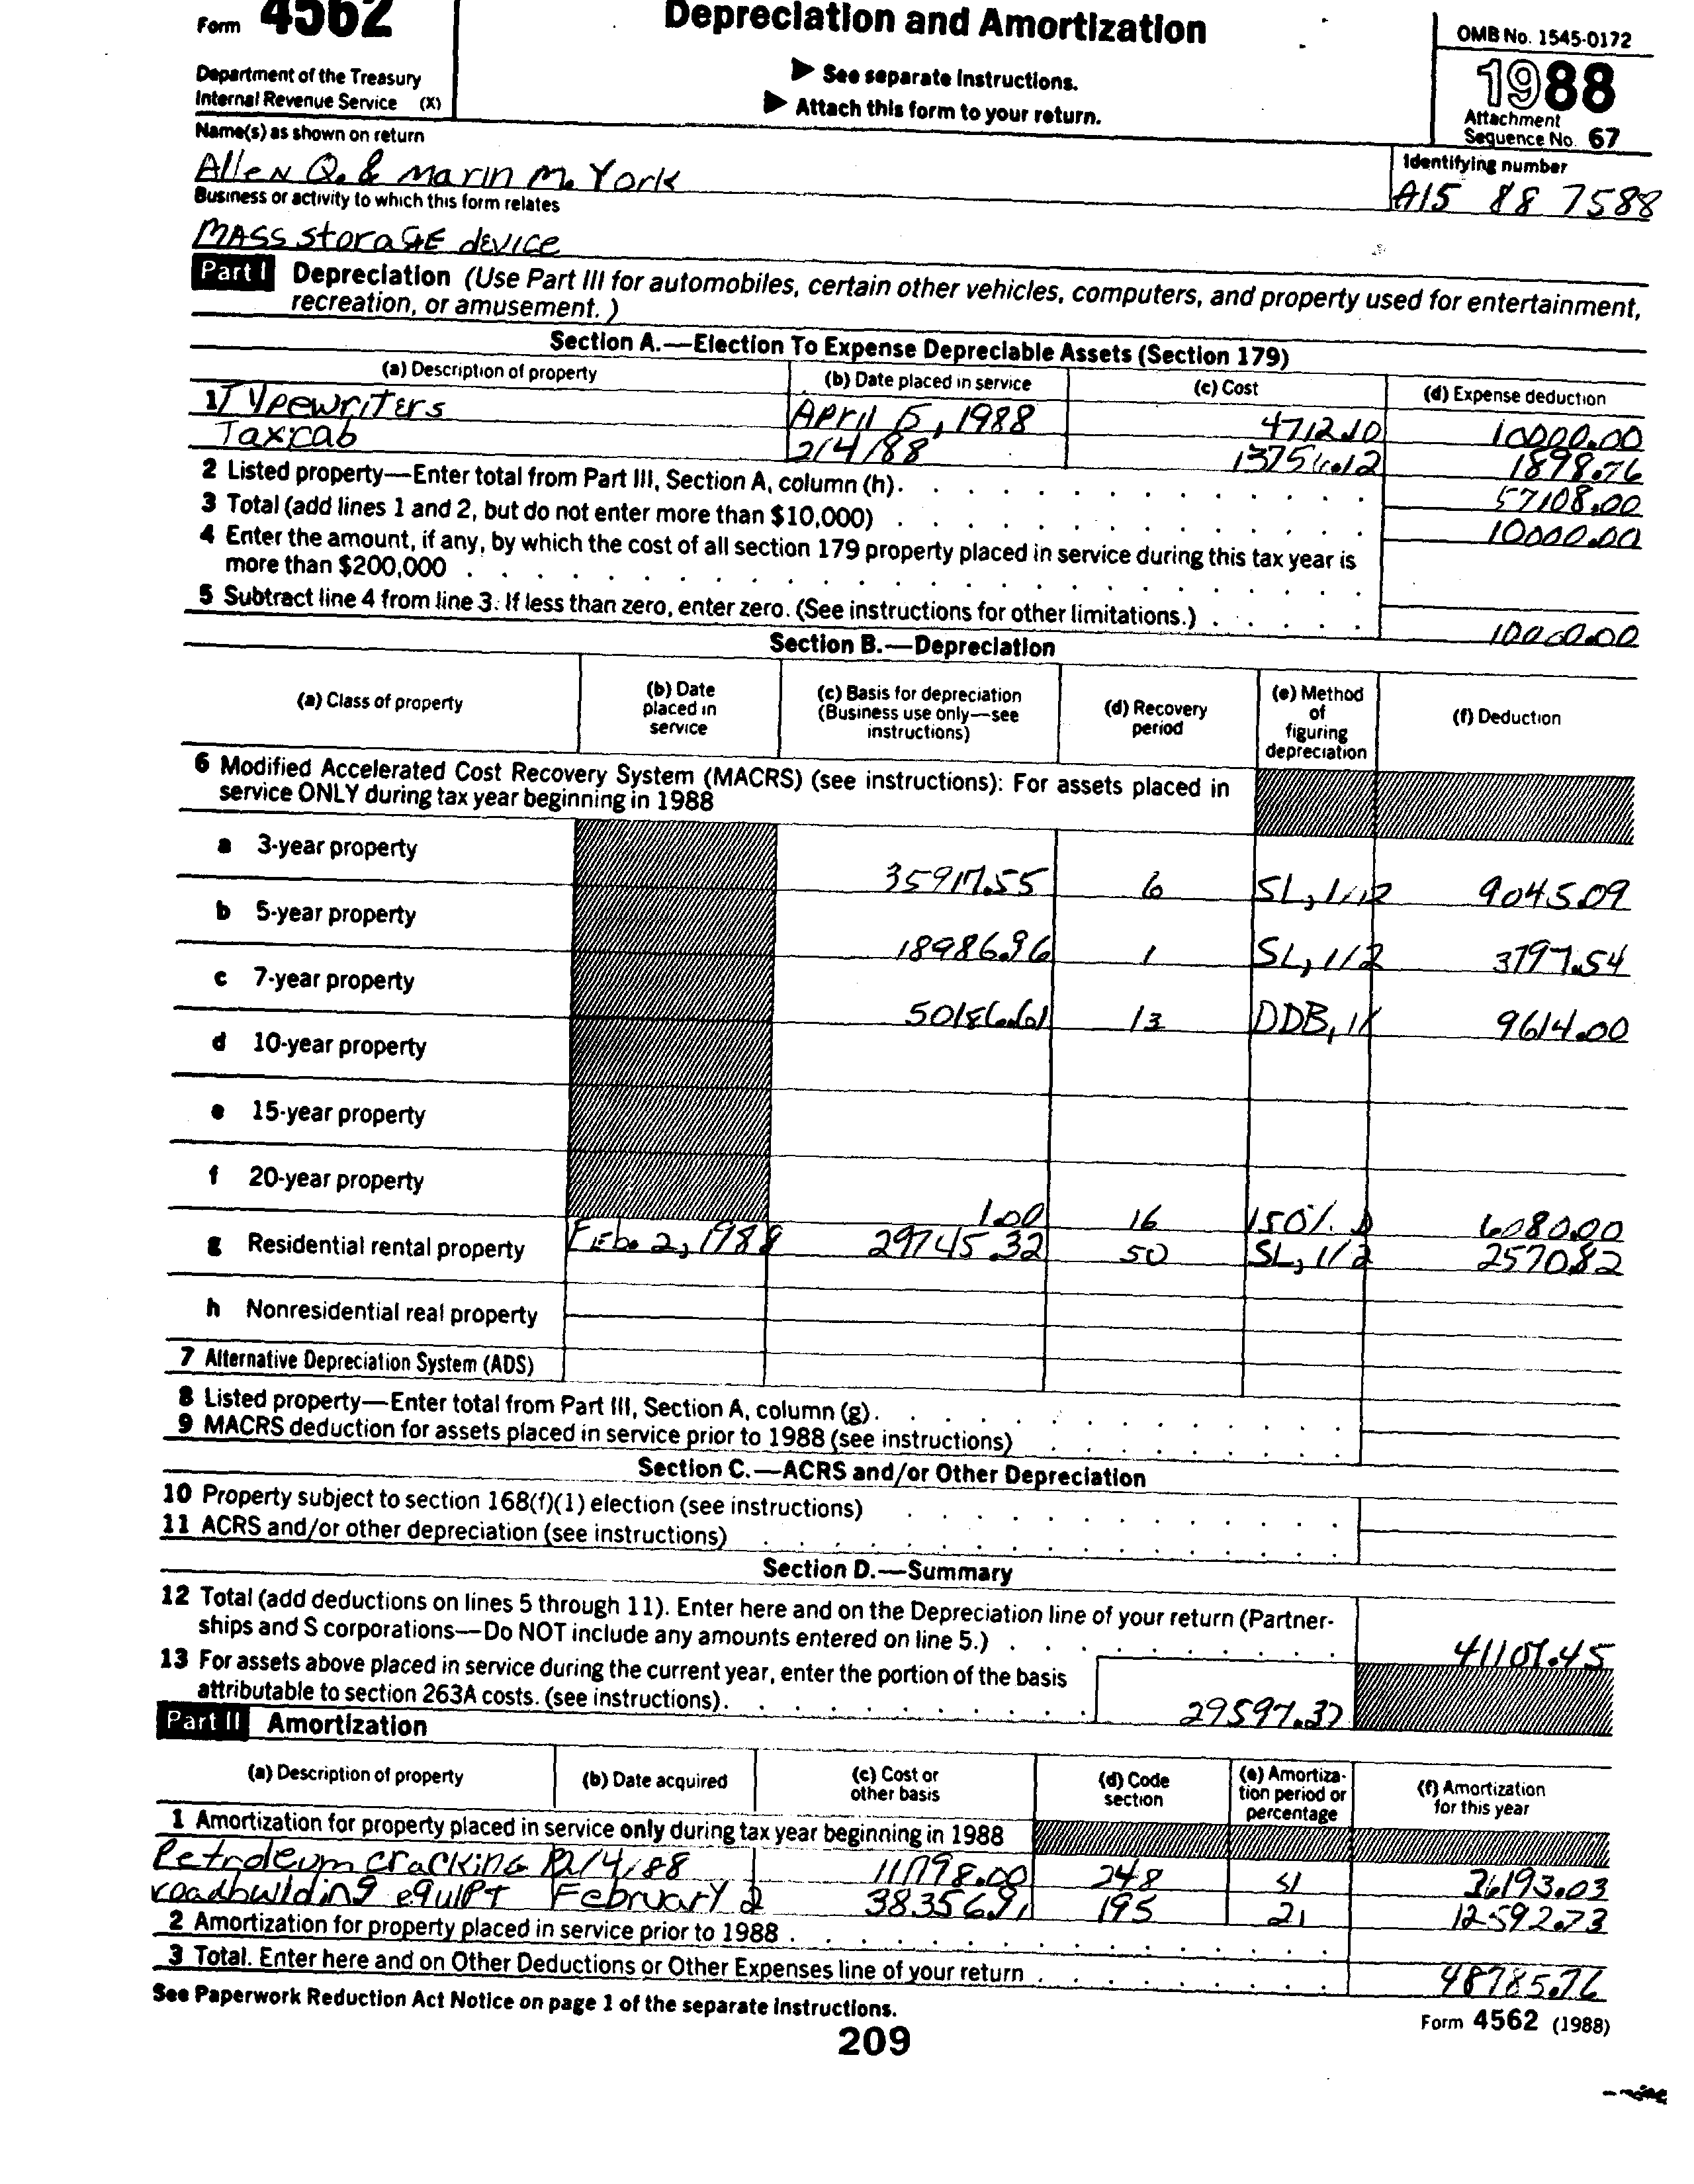 Form 4562
Depreciation and Amortization
OMB No. 1545-0172
Department of the Treasury
Internal Revenue Service (X)
▶ See separate instructions.
▶ Attach this form to your return.
1988
Attachment
Sequence No. 67
Name(s) as shown on return
Allen Q. & Marin M. York
Identifying number
A15 88 7588
Business or activity to which this form relates
Mass storage device
Part I Depreciation (Use Part III for automobiles, certain other vehicles, computers, and property used for entertainment,
recreation, or amusement.)
Section A.—Election To Expense Depreciable Assets (Section 179)
(a) Description of property (b) Date placed in service (c) Cost (d) Expense deduction
1 Typewriters April 5, 1988 4712.10 10000.00
Taxicab 2/4/88 1898.76
2 Listed property—Enter total from Part III, Section A, column (h). 57108.00
3 Total (add lines 1 and 2, but do not enter more than $10,000) 10000.00
4 Enter the amount, if any, by which the cost of all section 179 property placed in service during this tax year is
more than $200,000
5 Subtract line 4 from line 3. If less than zero, enter zero. (See instructions for other limitations.) 10000.00
Section B.—Depreciation
(a) Class of property (b) Date placed in service (c) Basis for depreciation (Business use only—see instructions) (d) Recovery period (e) Method of figuring depreciation (f) Deduction
6 Modified Accelerated Cost Recovery System (MACRS) (see instructions): For assets placed in
service ONLY during tax year beginning in 1988
a 3-year property 35917.55 6 SL, 1/12 9045.09
b 5-year property 18986.96 1 SL, 1/2 3797.54
c 7-year property 50186.61 13 DDB, 9614.00
d 10-year property
e 15-year property
f 20-year property 1.00 16 150% D 6080.00
g Residential rental property Feb. 2, 1988 29745.32 50 SL, 1/2 2570.82
h Nonresidential real property
7 Alternative Depreciation System (ADS)
8 Listed property—Enter total from Part III, Section A, column (g).
9 MACRS deduction for assets placed in service prior to 1988 (see instructions)
Section C.—ACRS and/or Other Depreciation
10 Property subject to section 168(f)(1) election (see instructions)
11 ACRS and/or other depreciation (see instructions)
Section D.—Summary
12 Total (add deductions on lines 5 through 11). Enter here and on the Depreciation line of your return (Partner-
ships and S corporations—Do NOT include any amounts entered on line 5.) 41107.45
13 For assets above placed in service during the current year, enter the portion of the basis
attributable to section 263A costs. (see instructions). 29597.37
Part II Amortization
(a) Description of property (b) Date acquired (c) Cost or other basis (d) Code section (e) Amortiza-tion period or percentage (f) Amortization for this year
1 Amortization for property placed in service only during tax year beginning in 1988
Petroleum cracking 12/4/88 11798.00 248 51 36193.03
roadbuilding equipt February 2 195 21 12592.73
2 Amortization for property placed in service prior to 1988 .
3 Total. Enter here and on Other Deductions or Other Expenses line of your return 48785.76
See Paperwork Reduction Act Notice on page 1 of the separate instructions.
Form 4562 (1988)
209